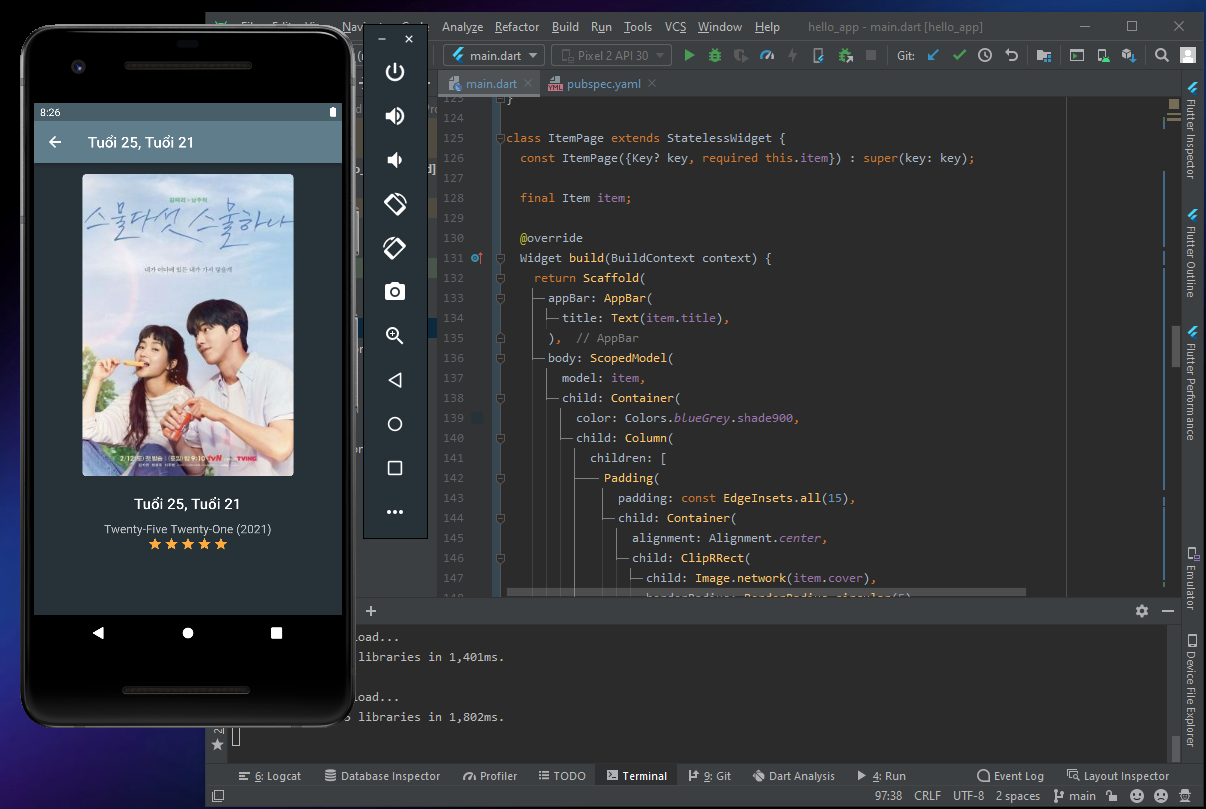 Analyze Refactor Build Run Tools VCS Window Help hello_app - main.dart [hello_app]
main.dart Pixel 2 API 30 Git:
main.dart pubspec.yaml
8:26
Tuổi 25, Tuổi 21
스물다섯 스물하나
Tuổi 25, Tuổi 21
Twenty-Five Twenty-One (2021)
123 }
124
125 class ItemPage extends StatelessWidget {
126 const ItemPage({Key? key, required this.item}) : super(key: key);
127
128 final Item item;
129
130 @override
131 Widget build(BuildContext context) {
132 return Scaffold(
133 appBar: AppBar(
134 title: Text(item.title),
135 ), // AppBar
136 body: ScopedModel(
137 model: item,
138 child: Container(
139 color: Colors.blueGrey.shade900,
140 child: Column(
141 children: [
142 Padding(
143 padding: const EdgeInsets.all(15),
144 child: Container(
145 alignment: Alignment.center,
146 child: ClipRRect(
147 child: Image.network(item.cover),
Flutter Inspector
Flutter Outline
Flutter Performance
Emulator
Device File Explorer
oad...
libraries in 1,401ms.
oad...
libraries in 1,802ms.
6: Logcat Database Inspector Profiler TODO Terminal 9: Git Dart Analysis 4: Run Event Log Layout Inspector
97:38 CRLF UTF-8 2 spaces main